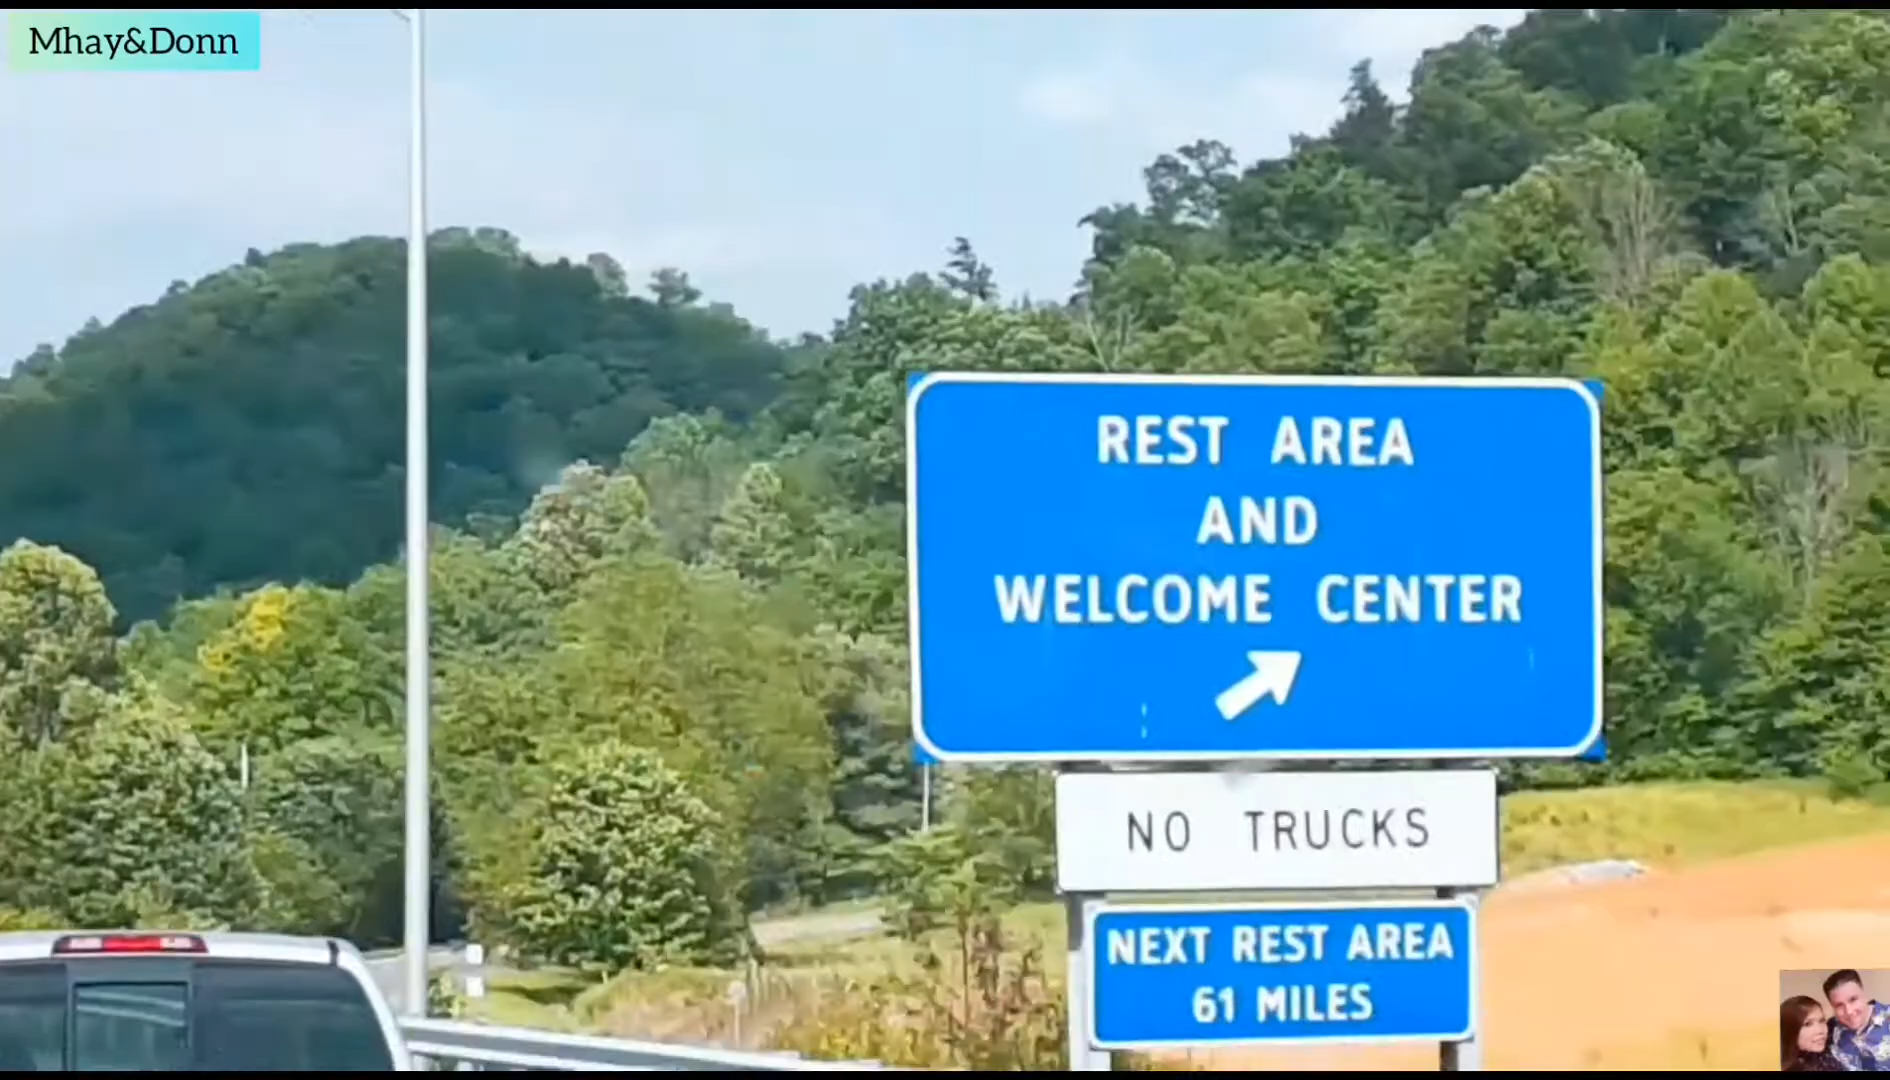 Mhay&Donn
REST AREA
AND
WELCOME CENTER
NO TRUCKS
NEXT REST AREA
61 MILES